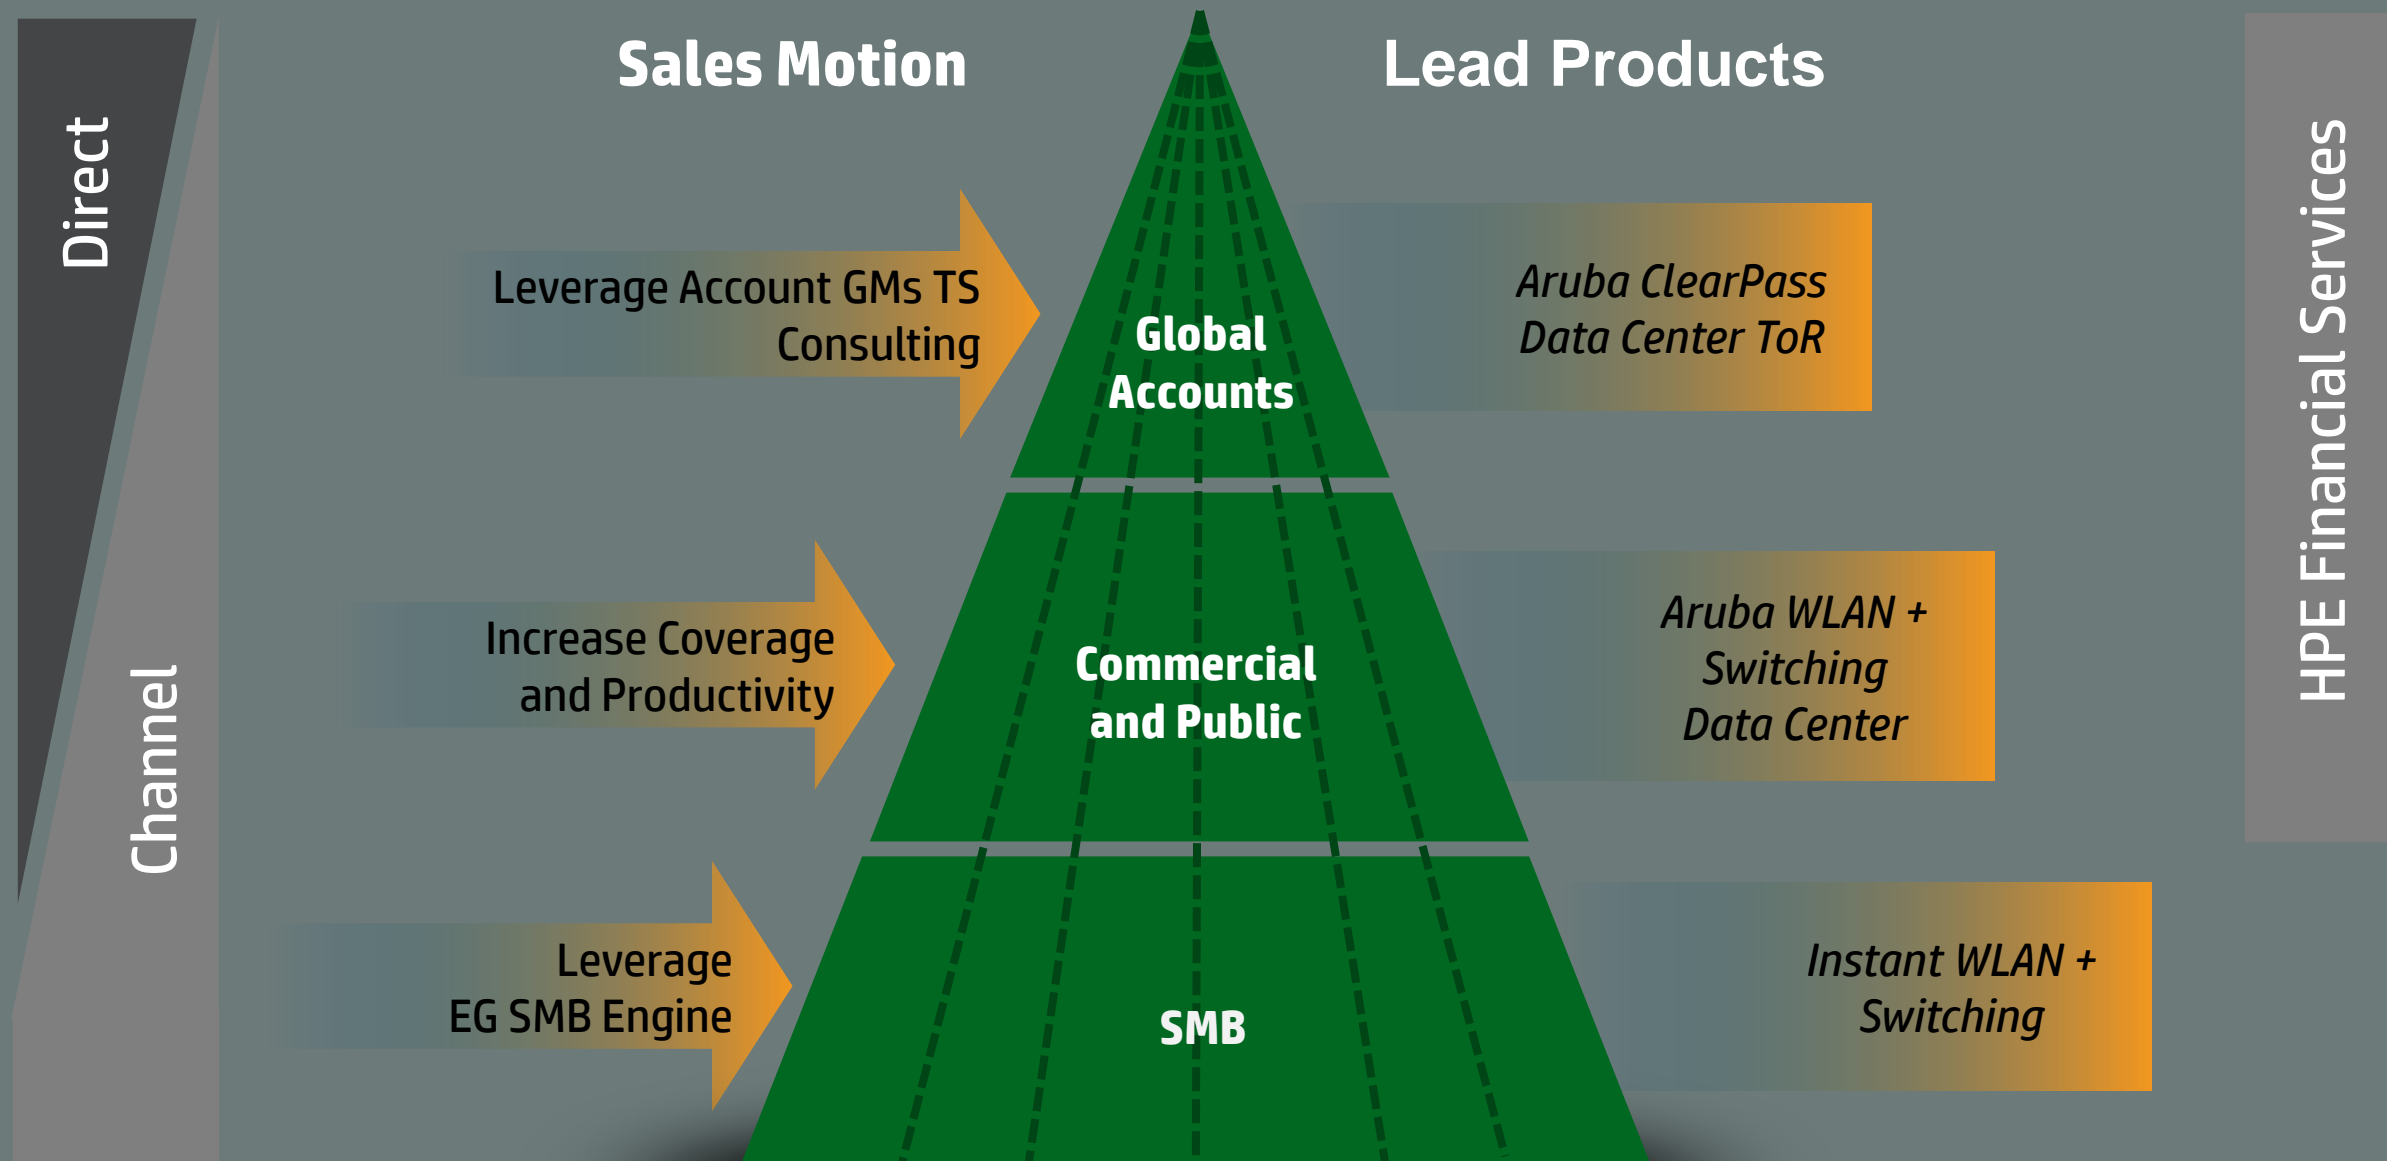 Sales Motion
Lead Products
Direct
Channel
Leverage Account GMs TS
Consulting
Global
Accounts
Aruba ClearPass
Data Center ToR
Increase Coverage
and Productivity
Commercial
and Public
Aruba WLAN +
Switching
Data Center
Leverage
EG SMB Engine
SMB
Instant WLAN +
Switching
HPE Financial Services